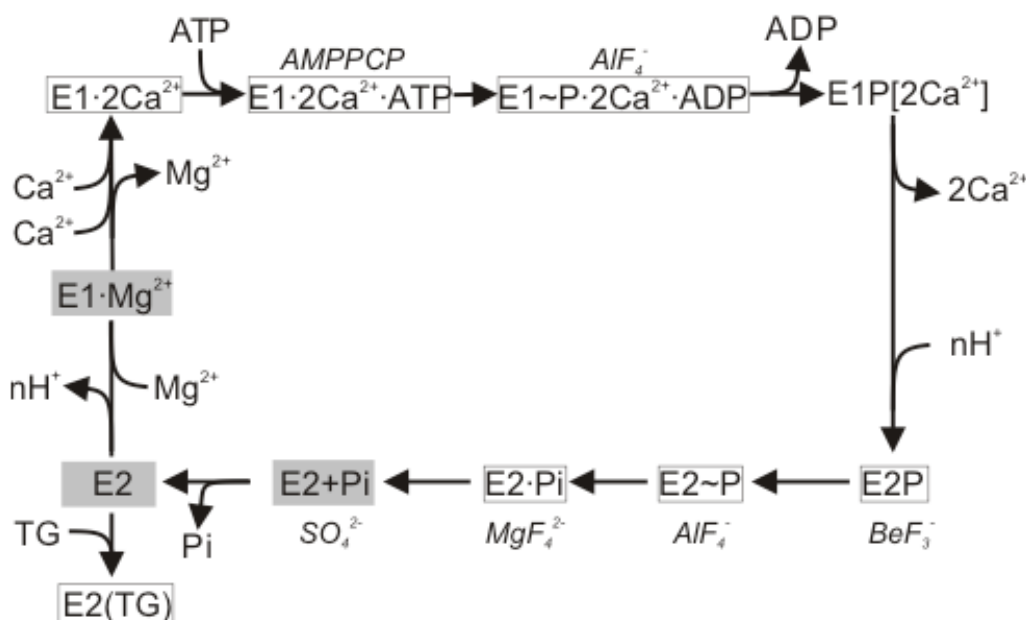 ATP
ADP
AMPPCP
AlF₄⁻
E1·2Ca²⁺
E1·2Ca²⁺·ATP
E1~P·2Ca²⁺·ADP
E1P[2Ca²⁺]
Ca²⁺
Mg²⁺
2Ca²⁺
Ca²⁺
E1·Mg²⁺
nH⁺
nH⁺
Mg²⁺
E2
E2+Pi
E2·Pi
E2~P
E2P
TG
Pi
SO₄²⁻
MgF₄²⁻
AlF₄⁻
BeF₃⁻
E2(TG)